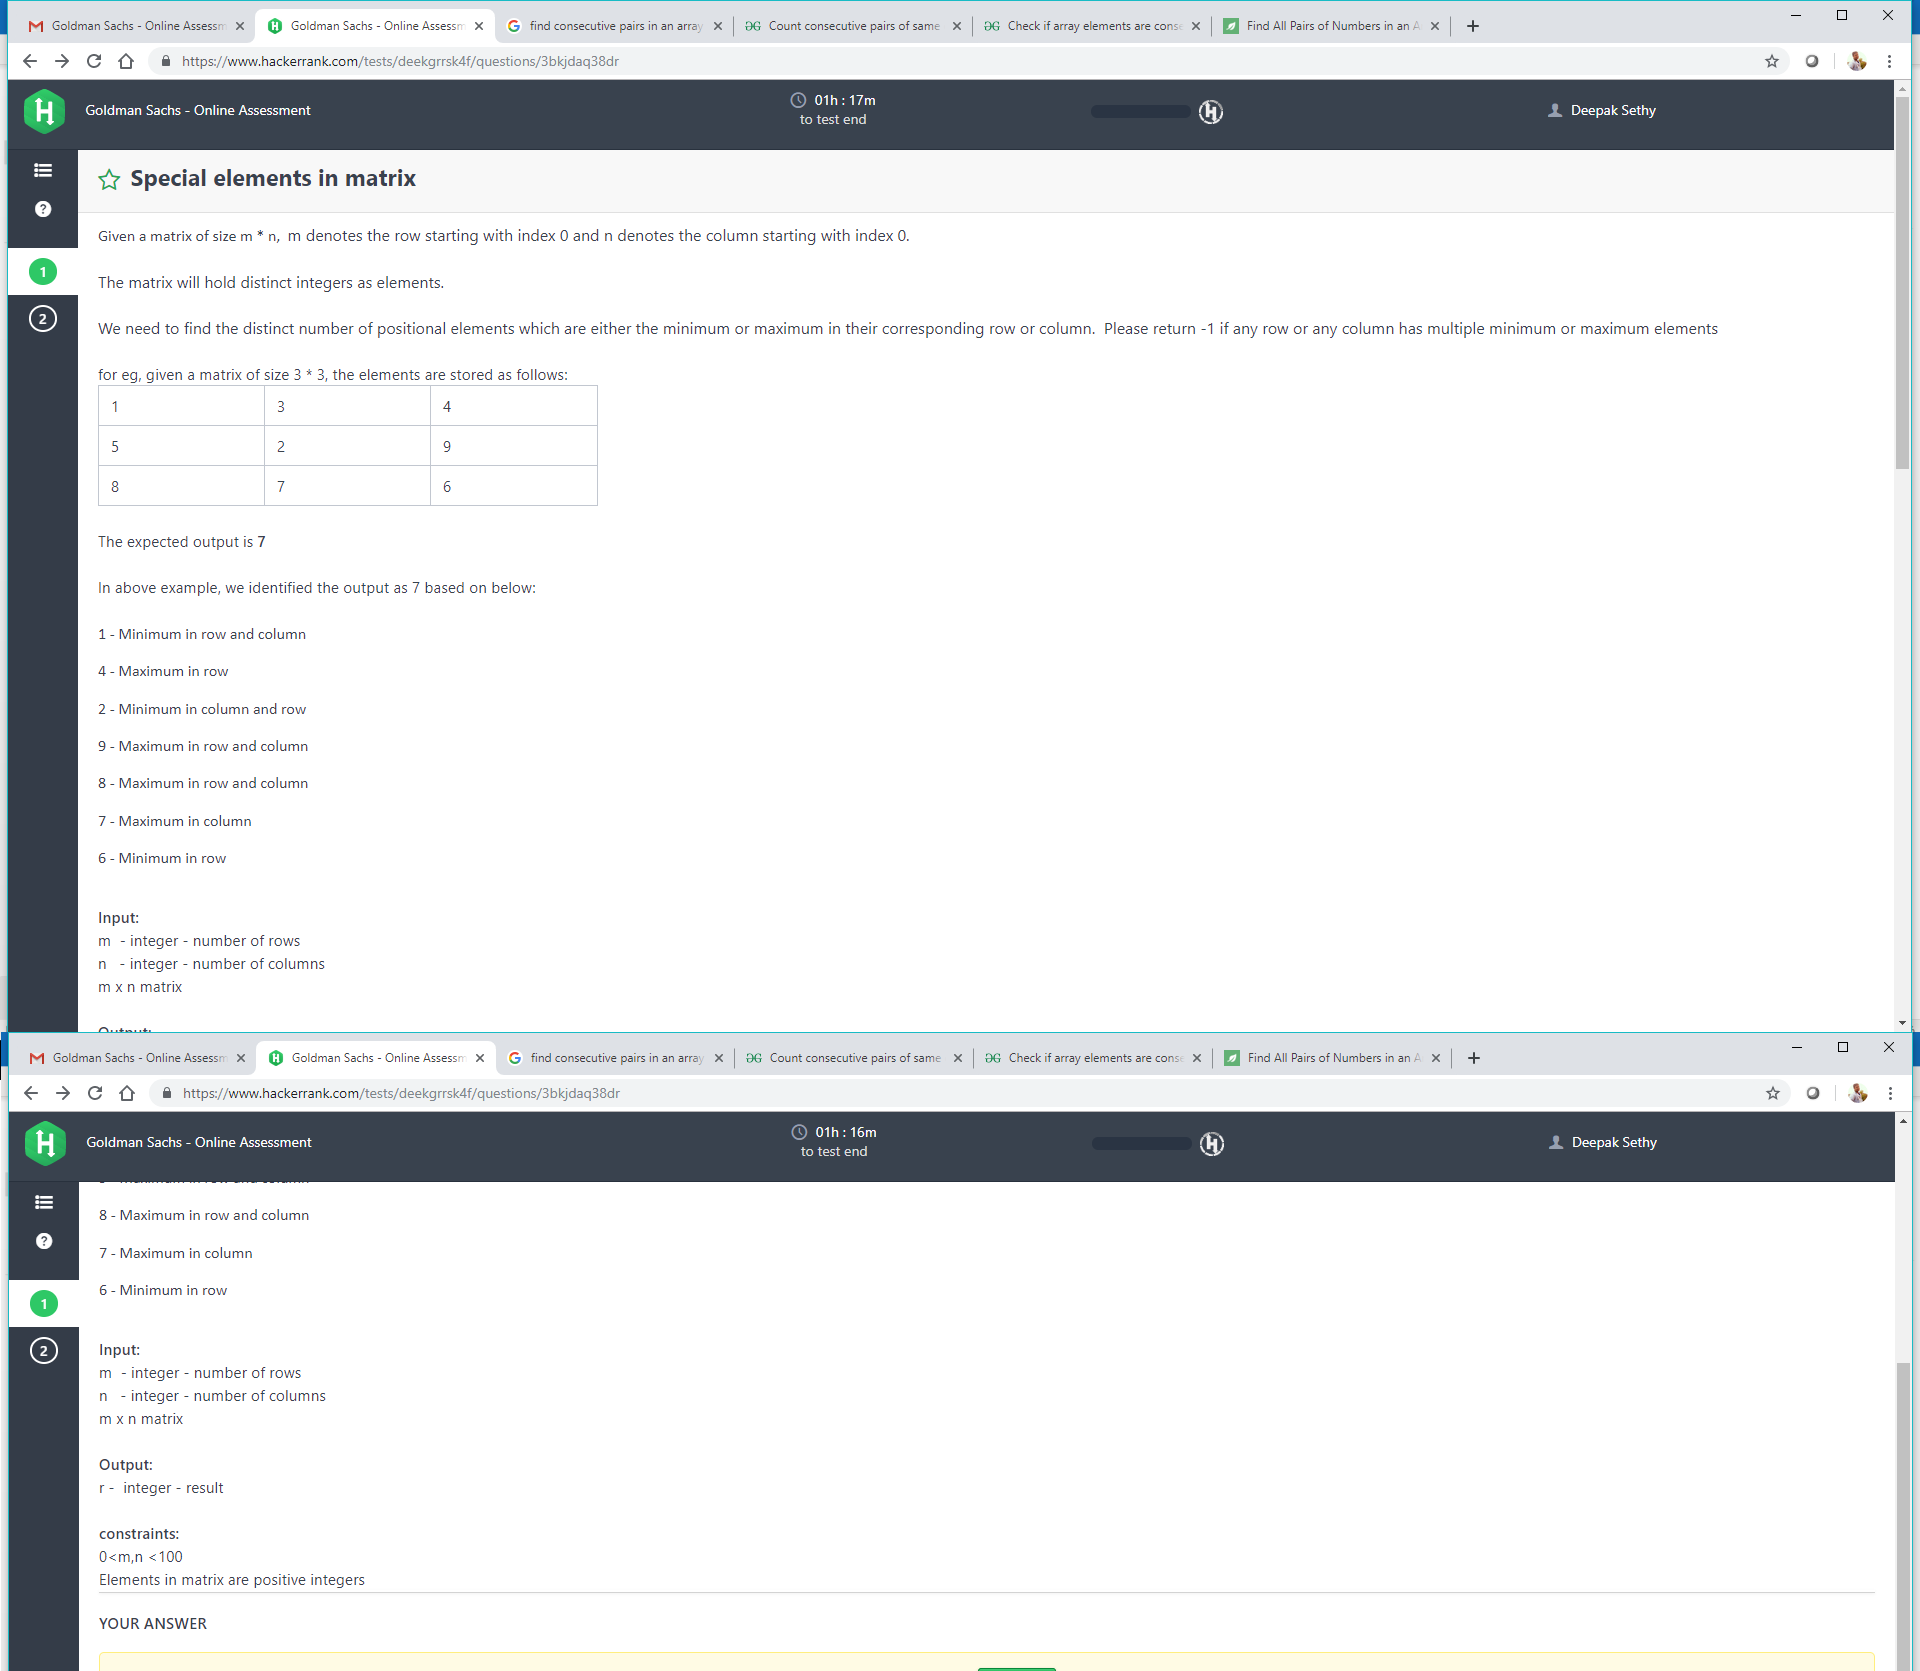 Goldman Sachs - Online Assessm
Goldman Sachs - Online Assessm
find consecutive pairs in an array
Count consecutive pairs of same
Check if array elements are conse
Find All Pairs of Numbers in an A
https://www.hackerrank.com/tests/deekgrrsk4f/questions/3bkjdaq38dr
Goldman Sachs - Online Assessment
01h : 17m
to test end
Deepak Sethy
Special elements in matrix
1
2
Given a matrix of size m * n, m denotes the row starting with index 0 and n denotes the column starting with index 0.
The matrix will hold distinct integers as elements.
We need to find the distinct number of positional elements which are either the minimum or maximum in their corresponding row or column. Please return -1 if any row or any column has multiple minimum or maximum elements
for eg, given a matrix of size 3 * 3, the elements are stored as follows:
1 3 4
5 2 9
8 7 6
The expected output is 7
In above example, we identified the output as 7 based on below:
1 - Minimum in row and column
4 - Maximum in row
2 - Minimum in column and row
9 - Maximum in row and column
8 - Maximum in row and column
7 - Maximum in column
6 - Minimum in row
Input:
m - integer - number of rows
n - integer - number of columns
m x n matrix
Output:
Goldman Sachs - Online Assessm
Goldman Sachs - Online Assessm
find consecutive pairs in an array
Count consecutive pairs of same
Check if array elements are conse
Find All Pairs of Numbers in an A
https://www.hackerrank.com/tests/deekgrrsk4f/questions/3bkjdaq38dr
Goldman Sachs - Online Assessment
01h : 16m
to test end
Deepak Sethy
1
2
8 - Maximum in row and column
7 - Maximum in column
6 - Minimum in row
Input:
m - integer - number of rows
n - integer - number of columns
m x n matrix
Output:
r - integer - result
constraints:
0<m,n <100
Elements in matrix are positive integers
YOUR ANSWER